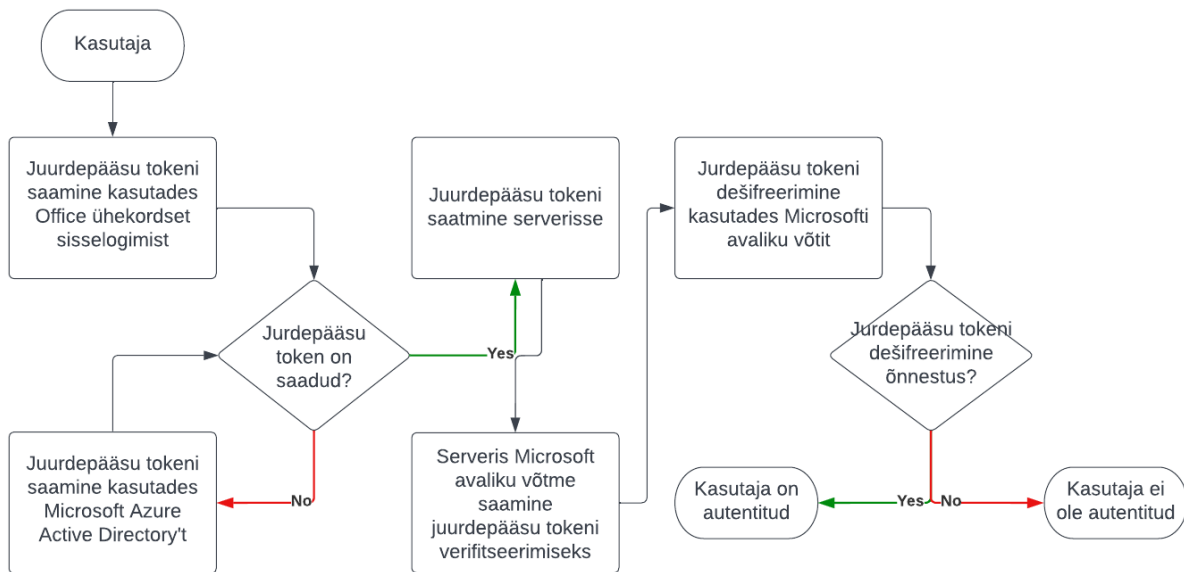 Kasutaja
Juurdepääsu tokeni
saamine kasutades
Office ühekordset
sisselogimist
Jurdepääsu
token on
saadud?
No
Juurdepääsu tokeni
saamine kasutades
Microsoft Azure
Active Directory't
Yes
Juurdepääsu tokeni
saatmine serverisse
Serveris Microsoft
avaliku võtme
saamine
juurdepääsu tokeni
verifitseerimiseks
Jurdepääsu tokeni
dešifreerimine
kasutades Microsofti
avaliku võtit
Jurdepääsu tokeni
dešifreerimine
õnnestus?
Yes
No
Kasutaja on
autentitud
Kasutaja ei
ole autentitud